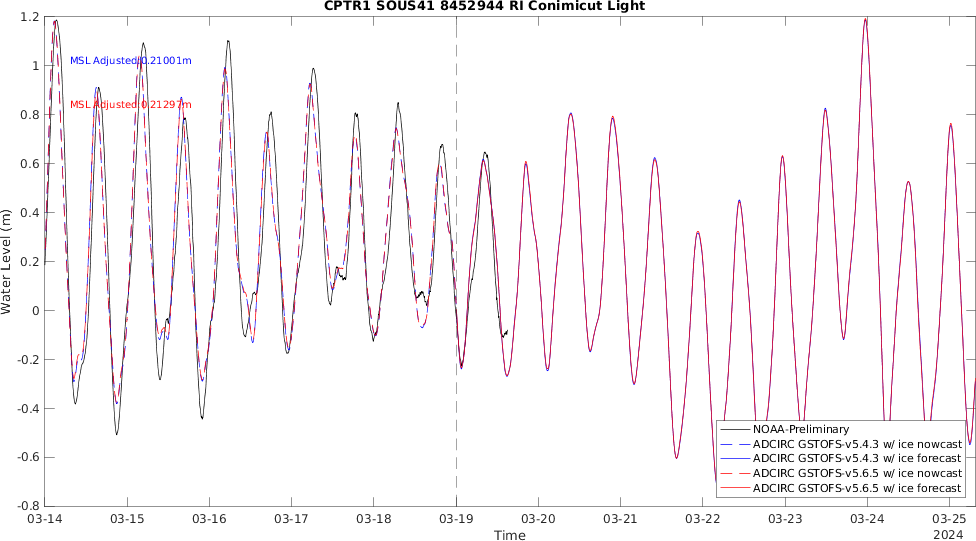 CPTR1 SOUS41 8452944 RI Conimicut Light
1.2
1
0.8
0.6
0.4
0.2
0
-0.2
-0.4
-0.6
-0.8
Water Level (m)
MSL Adjusted 0.21001m
MSL Adjusted 0.21297m
NOAA-Preliminary
ADCIRC GSTOFS-v5.4.3 w/ ice nowcast
ADCIRC GSTOFS-v5.4.3 w/ ice forecast
ADCIRC GSTOFS-v5.6.5 w/ ice nowcast
ADCIRC GSTOFS-v5.6.5 w/ ice forecast
03-14 03-15 03-16 03-17 03-18 03-19 03-20 03-21 03-22 03-23 03-24 03-25
2024
Time